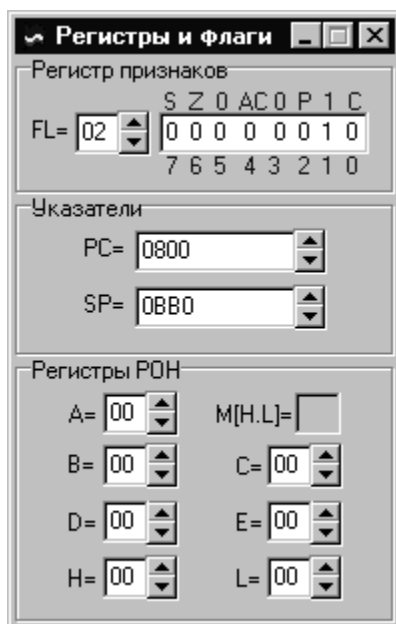 Регистры и флаги
Регистр признаков
S Z 0 AC 0 P 1 C
FL= 02 0 0 0 0 0 0 1 0
7 6 5 4 3 2 1 0
Указатели
PC= 0800
SP= 0BB0
Регистры РОН
A= 00 M[H.L]=
B= 00 C= 00
D= 00 E= 00
H= 00 L= 00